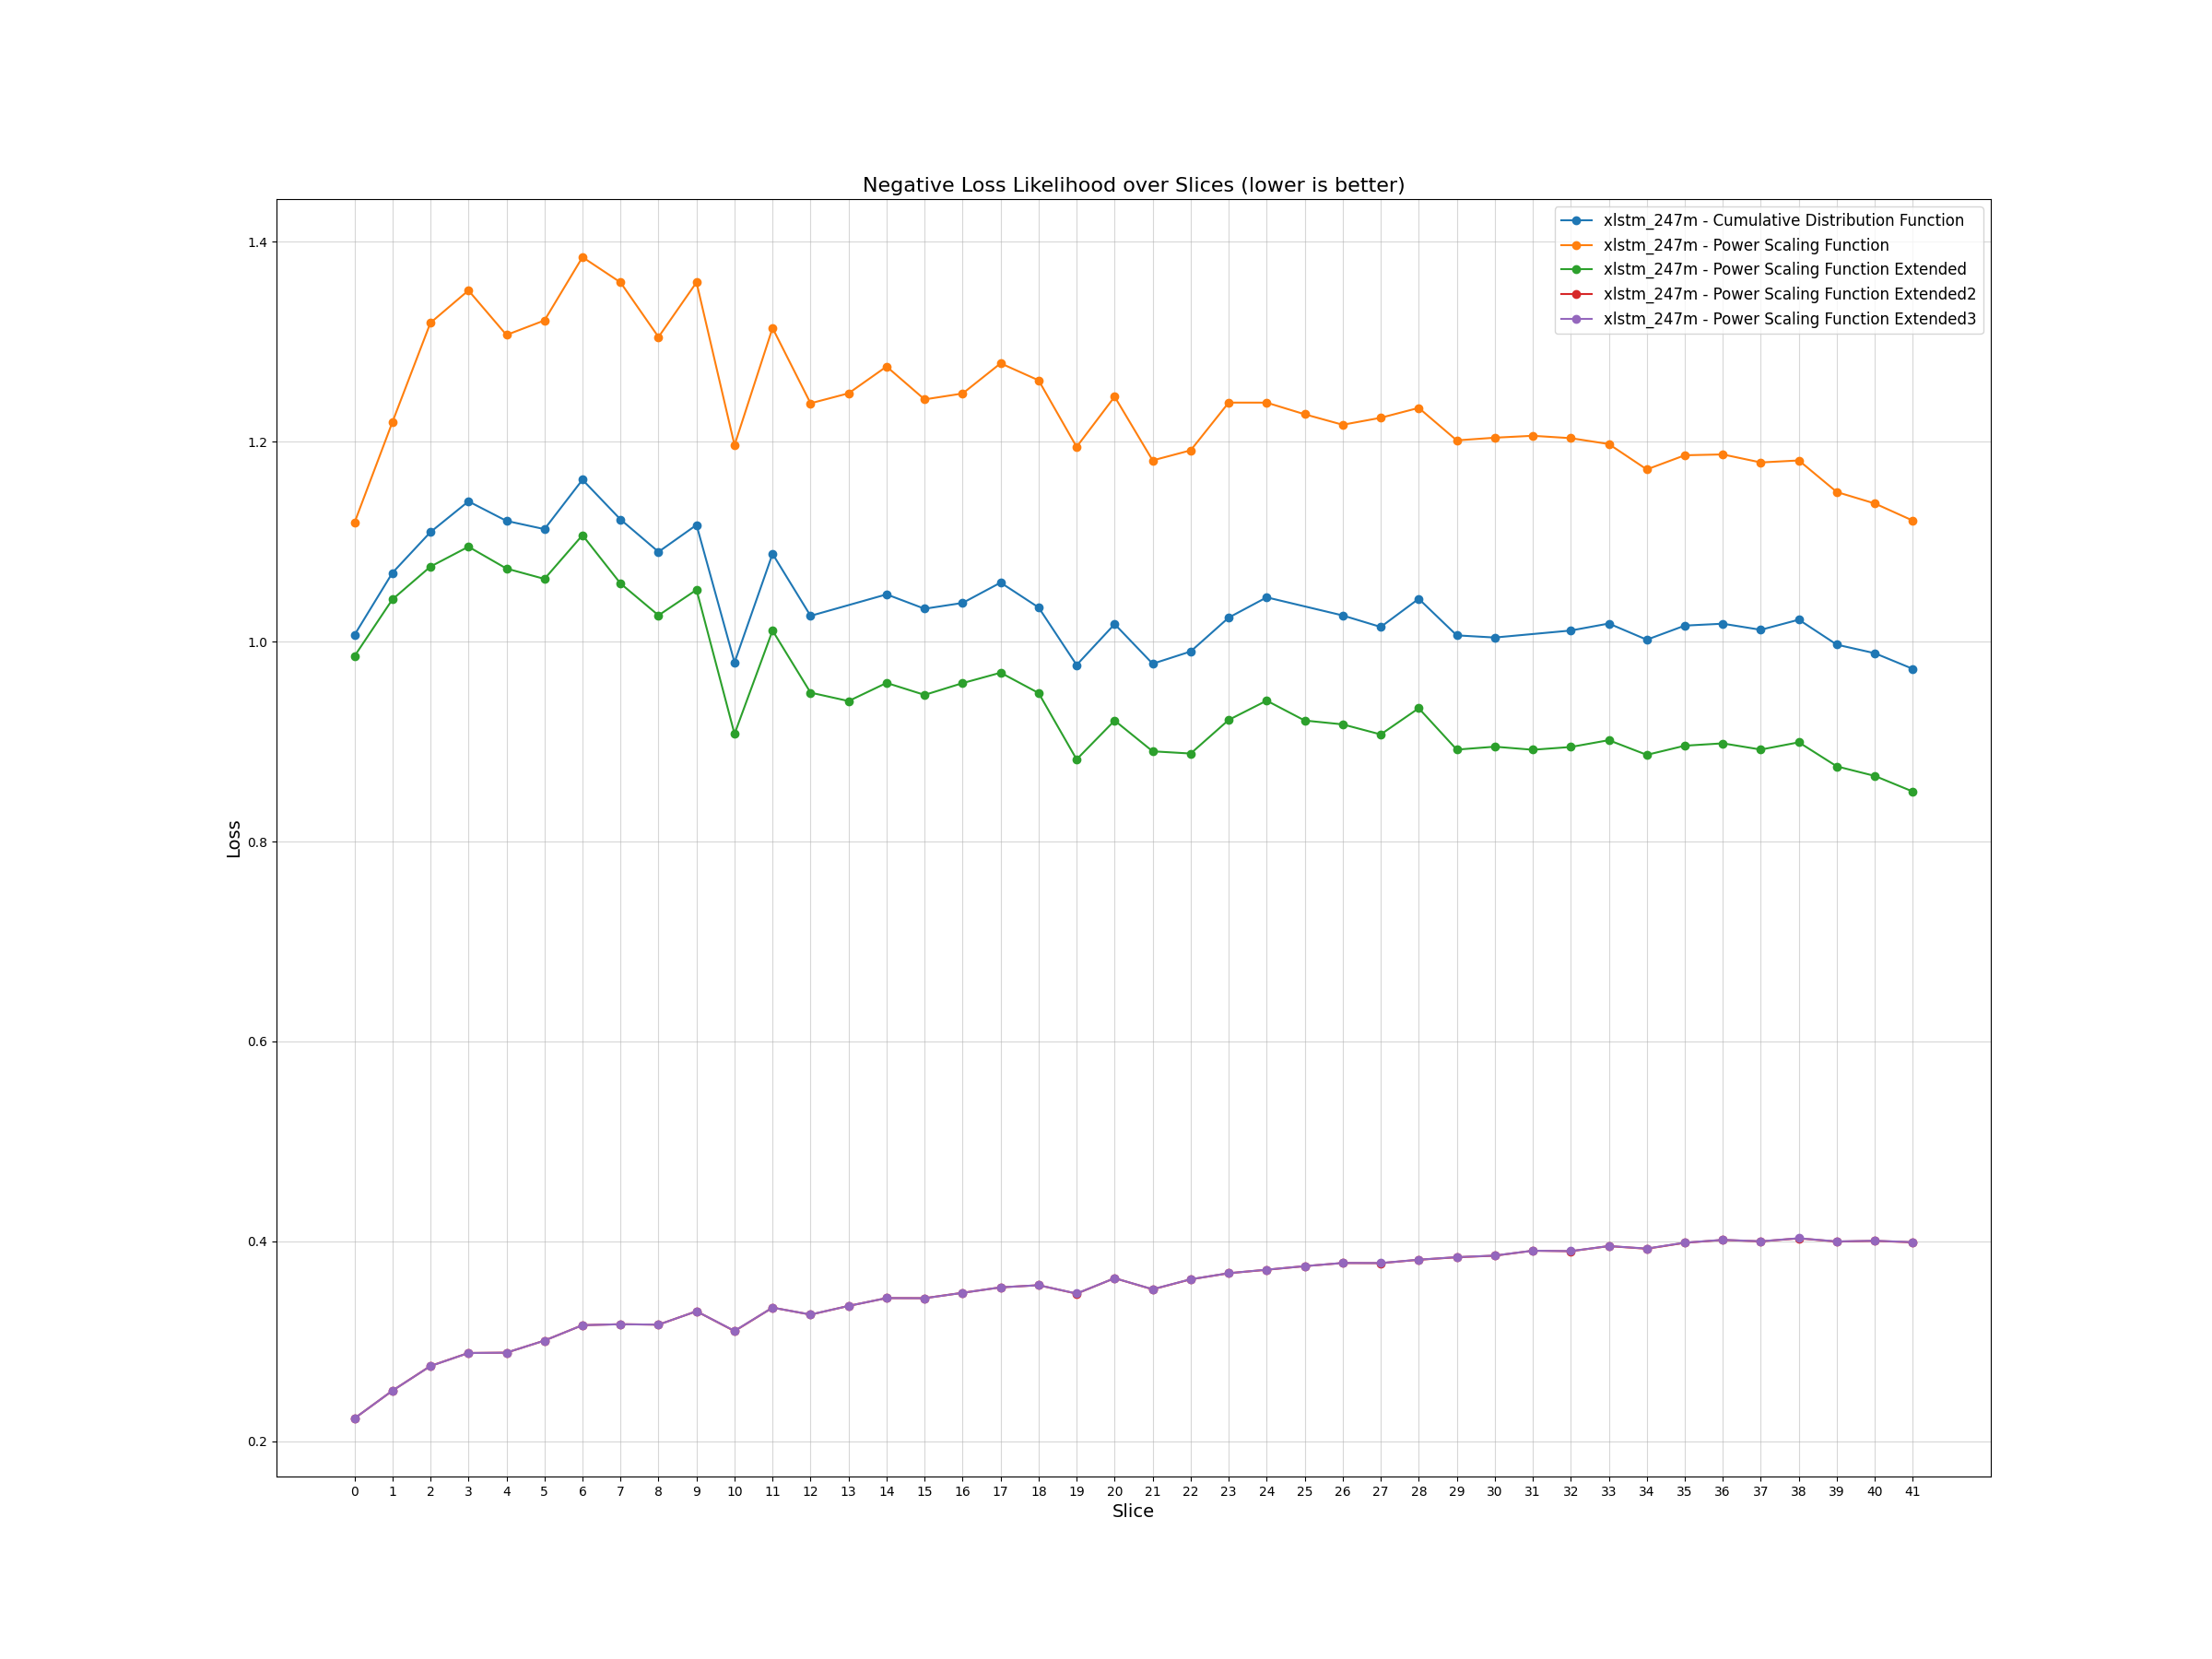 Negative Loss Likelihood over Slices (lower is better)
xlstm_247m - Cumulative Distribution Function
xlstm_247m - Power Scaling Function
xlstm_247m - Power Scaling Function Extended
xlstm_247m - Power Scaling Function Extended2
xlstm_247m - Power Scaling Function Extended3
1.4
1.2
1.0
0.8
0.6
0.4
0.2
Loss
0 1 2 3 4 5 6 7 8 9 10 11 12 13 14 15 16 17 18 19 20 21 22 23 24 25 26 27 28 29 30 31 32 33 34 35 36 37 38 39 40 41
Slice